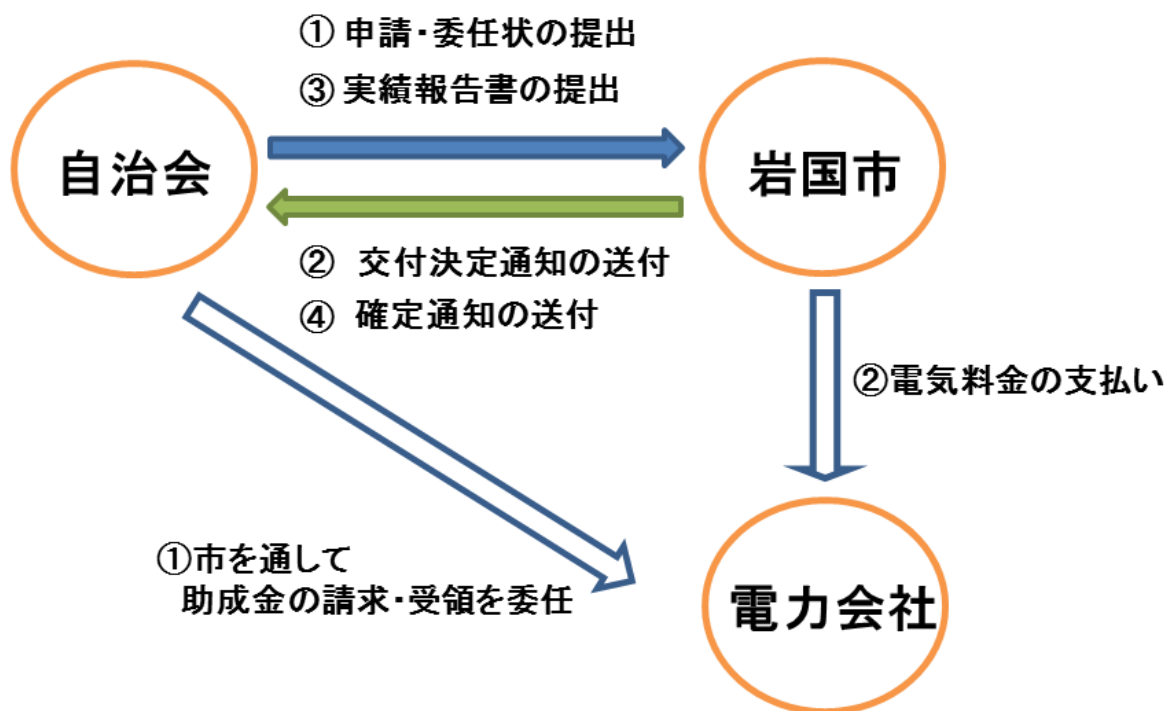 ① 申請・委任状の提出
③ 実績報告書の提出
自治会
岩国市
② 交付決定通知の送付
④ 確定通知の送付
②電気料金の支払い
①市を通して
助成金の請求・受領を委任
電力会社